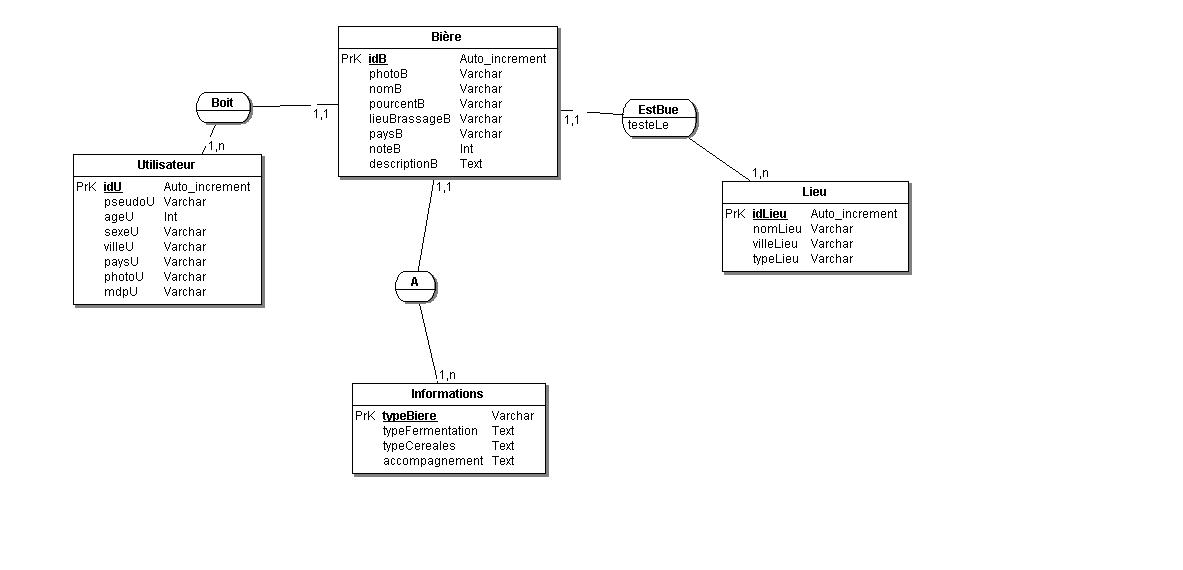 Bière
PrK idB Auto_increment
photoB Varchar
nomB Varchar
pourcentB Varchar
lieuBrassageB Varchar
paysB Varchar
noteB Int
descriptionB Text
Boit
1,1
1,n
1,1
EstBue
testeLe
1,n
Utilisateur
PrK idU Auto_increment
pseudoU Varchar
ageU Int
sexeU Varchar
villeU Varchar
paysU Varchar
photoU Varchar
mdpU Varchar
Lieu
PrK idLieu Auto_increment
nomLieu Varchar
villeLieu Varchar
typeLieu Varchar
1,1
A
1,n
Informations
PrK typeBiere Varchar
typeFermentation Text
typeCereales Text
accompagnement Text